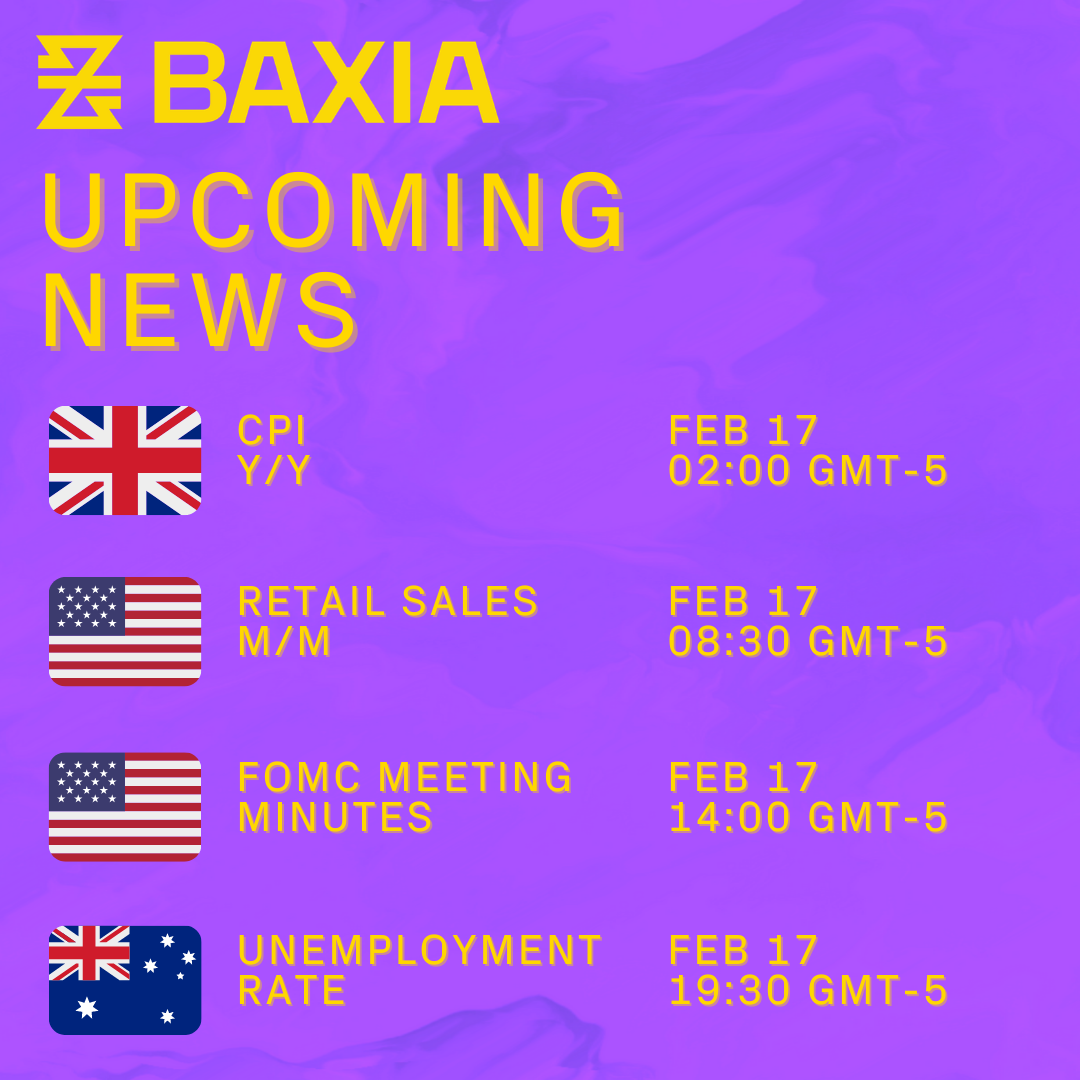 BAXIA
UPCOMING
NEWS
CPI
Y/Y
FEB 17
02:00 GMT-5
RETAIL SALES
M/M
FEB 17
08:30 GMT-5
FOMC MEETING
MINUTES
FEB 17
14:00 GMT-5
UNEMPLOYMENT
RATE
FEB 17
19:30 GMT-5